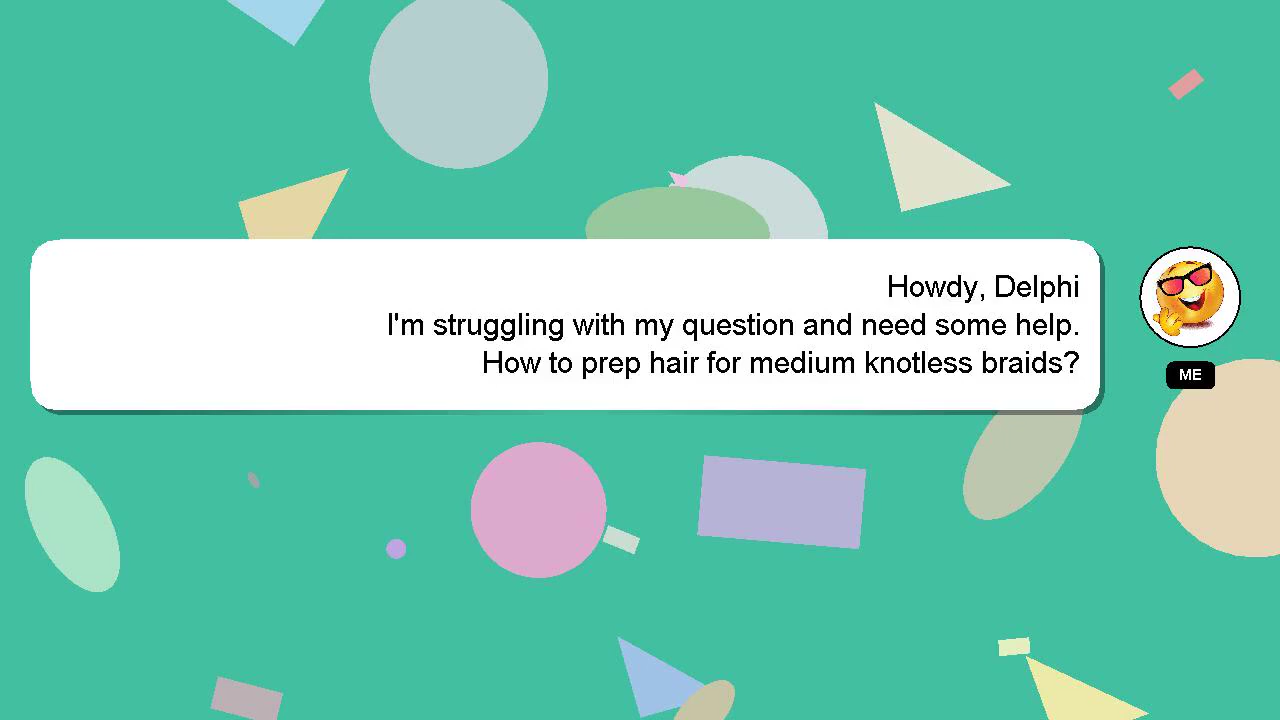 Howdy, Delphi
I'm struggling with my question and need some help.
How to prep hair for medium knotless braids?
ME